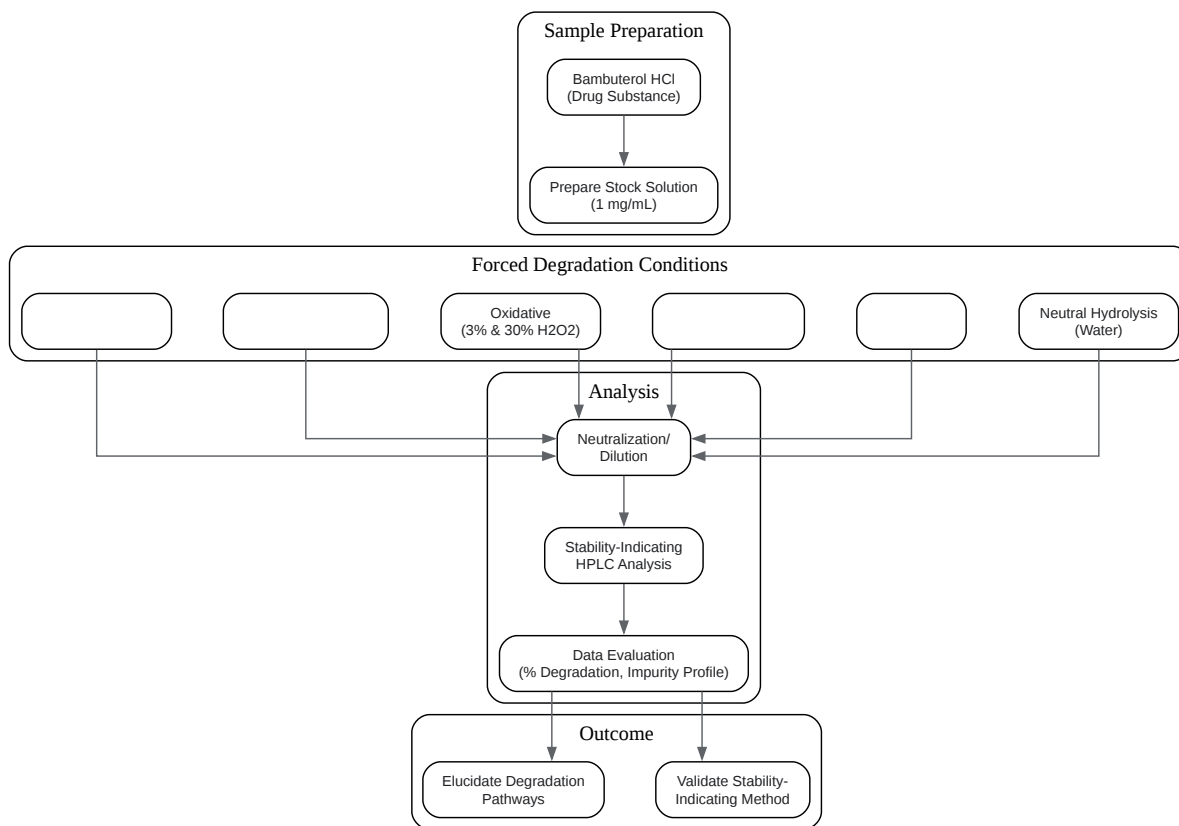 Sample Preparation
Bambuterol HCl
(Drug Substance)
Prepare Stock Solution
(1 mg/mL)
Forced Degradation Conditions
Oxidative
(3% & 30% H2O2)
Neutral Hydrolysis
(Water)
Analysis
Neutralization/
Dilution
Stability-Indicating
HPLC Analysis
Data Evaluation
(% Degradation, Impurity Profile)
Outcome
Elucidate Degradation
Pathways
Validate Stability-
Indicating Method